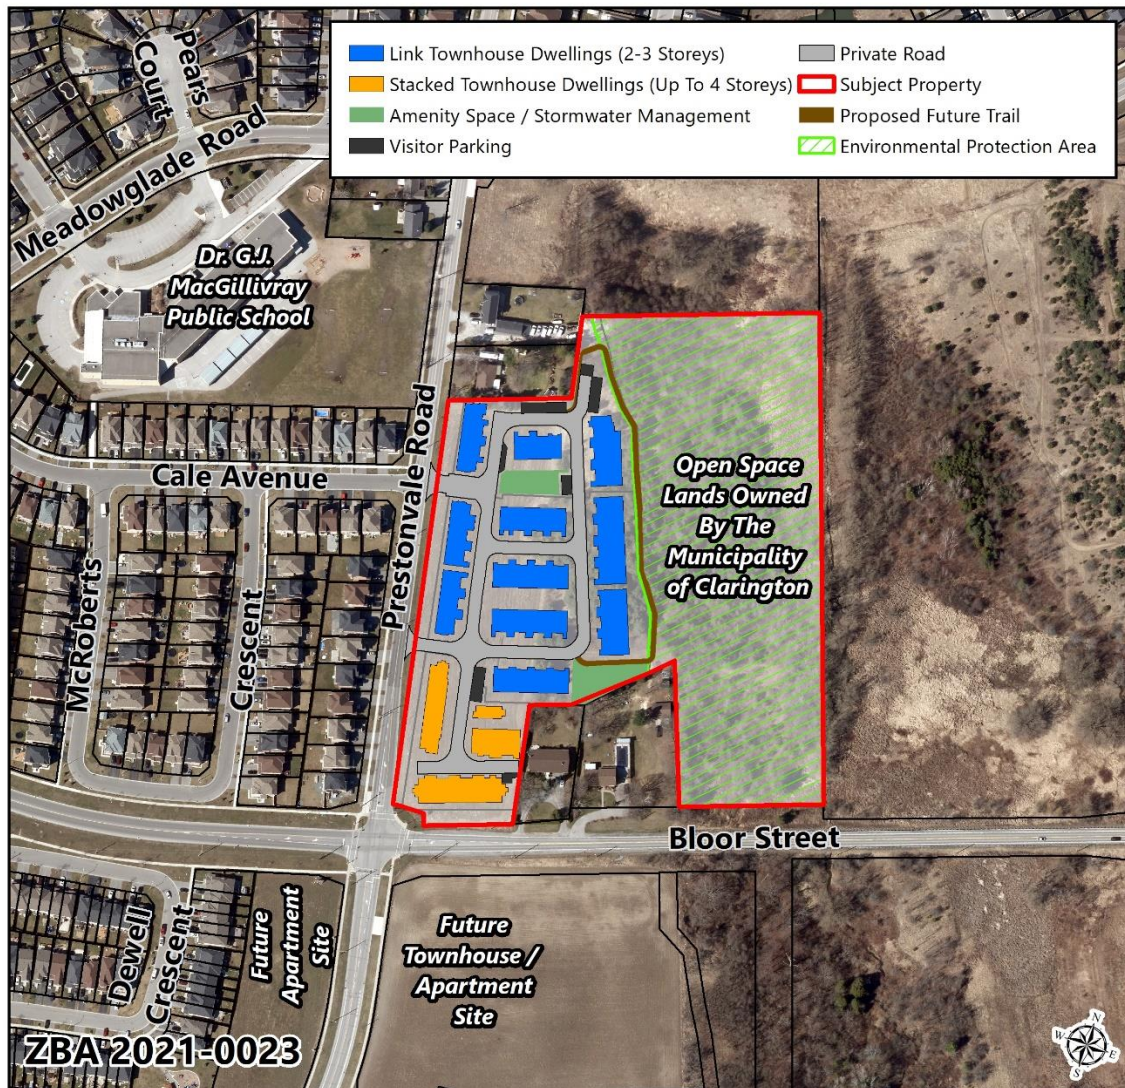 Link Townhouse Dwellings (2-3 Storeys)
Stacked Townhouse Dwellings (Up To 4 Storeys)
Amenity Space / Stormwater Management
Visitor Parking
Private Road
Subject Property
Proposed Future Trail
Environmental Protection Area
Pears
Court
Meadowglade Road
Dr. G.J.
MacGillivray
Public School
Prestonvale Road
Cale Avenue
McRoberts
Crescent
Open Space
Lands Owned
By The
Municipality
of Clarington
Bloor Street
Dewell
Crescent
Future
Apartment
Site
Future
Townhouse /
Apartment
Site
ZBA 2021-0023
N
W
E
S